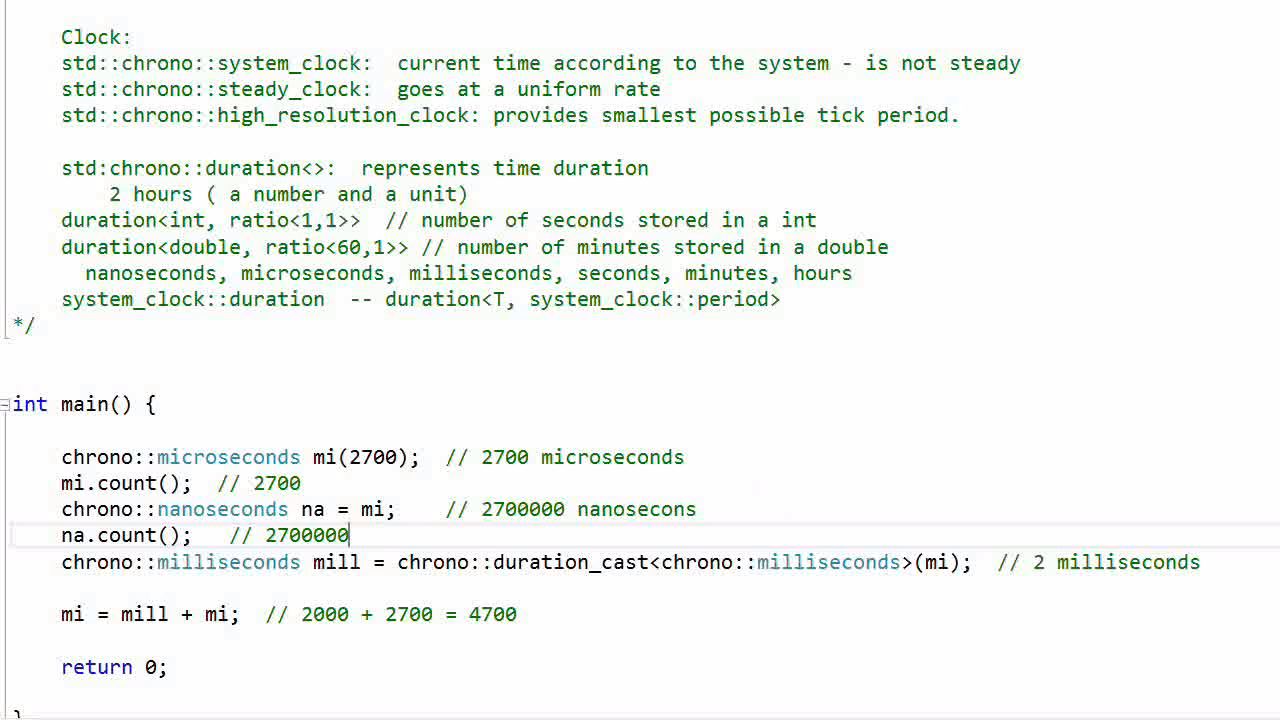 Clock:
std::chrono::system_clock:  current time according to the system - is not steady
std::chrono::steady_clock:  goes at a uniform rate
std::chrono::high_resolution_clock: provides smallest possible tick period.
std:chrono::duration<>:  represents time duration
2 hours ( a number and a unit)
duration<int, ratio<1,1>>  // number of seconds stored in a int
duration<double, ratio<60,1>> // number of minutes stored in a double
nanoseconds, microseconds, milliseconds, seconds, minutes, hours
system_clock::duration  -- duration<T, system_clock::period>
*/
int main() {
chrono::microseconds mi(2700);  // 2700 microseconds
mi.count();  // 2700
chrono::nanoseconds na = mi;    // 2700000 nanosecons
na.count();   // 2700000
chrono::milliseconds mill = chrono::duration_cast<chrono::milliseconds>(mi);  // 2 milliseconds
mi = mill + mi;  // 2000 + 2700 = 4700
return 0;
}